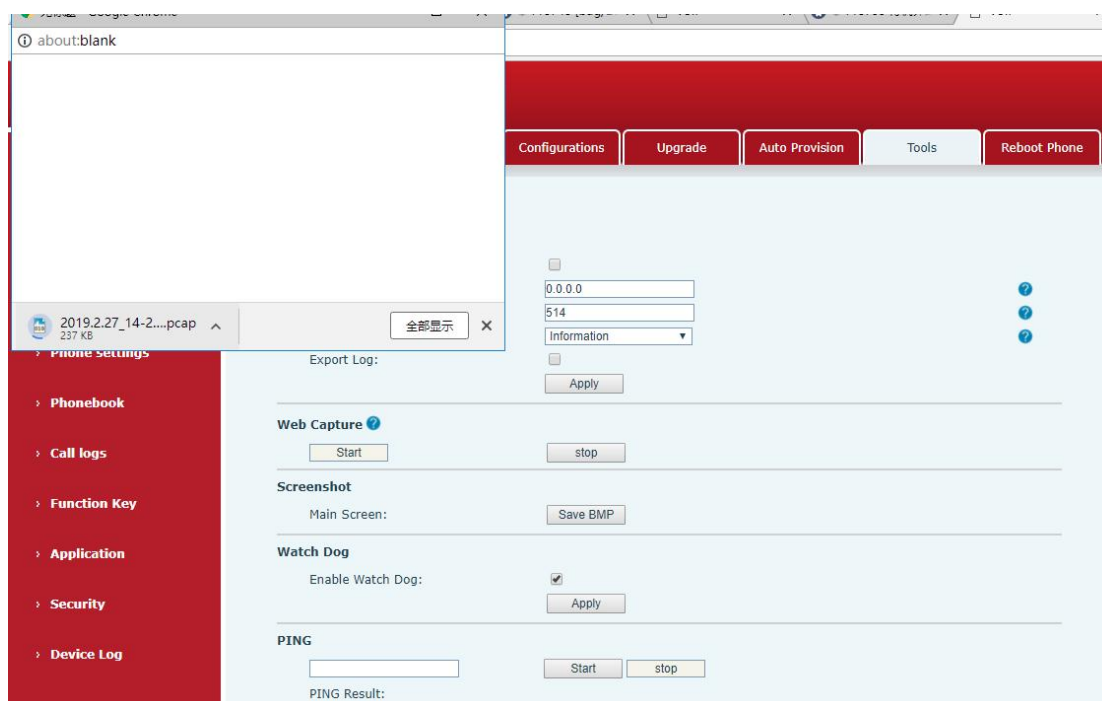 about:blank
Configurations
Upgrade
Auto Provision
Tools
Reboot Phone
0.0.0.0
514
2019.2.27_14-2....pcap
237 KB
全部显示
Information
Phone settings
Export Log:
Apply
Phonebook
Web Capture
Call logs
Start
stop
Screenshot
Function Key
Main Screen:
Save BMP
Application
Watch Dog
Enable Watch Dog:
Security
Apply
PING
Device Log
Start
stop
PING Result: